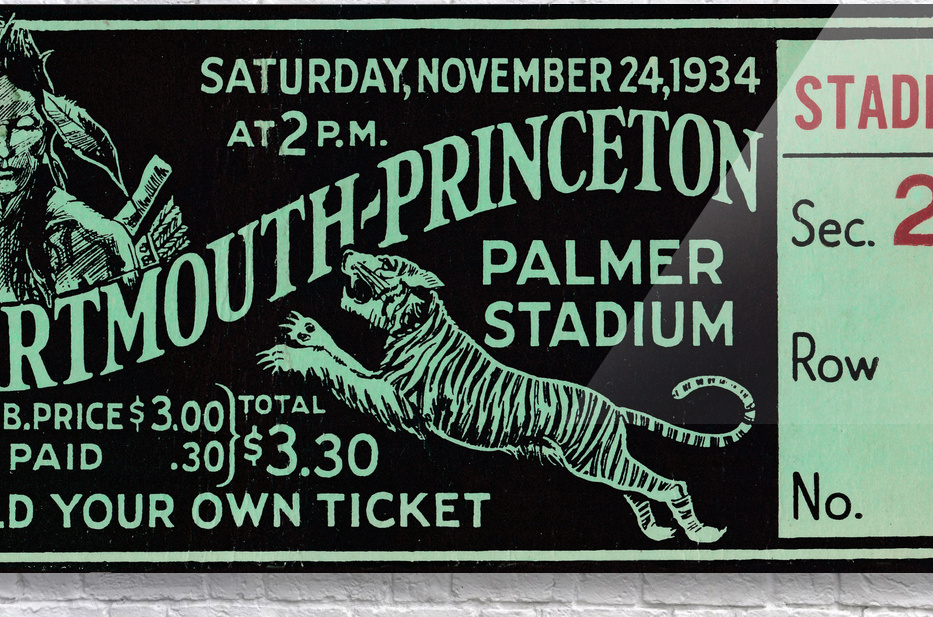 SATURDAY, NOVEMBER 24, 1934
AT 2 P.M.
RTMOUTH-PRINCETON
PALMER
STADIUM
B. PRICE $3.00
PAID .30
TOTAL
$3.30
LD YOUR OWN TICKET
STADI
Sec. 2
Row
No.